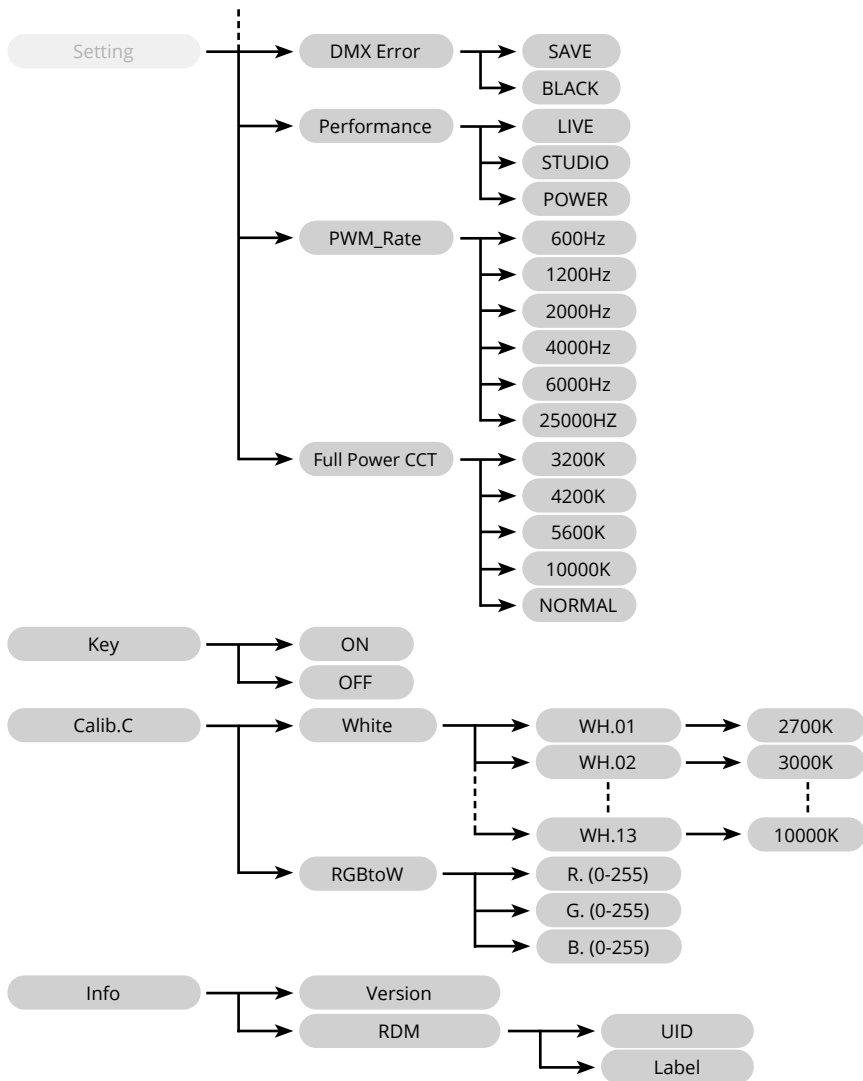 Setting DMX Error SAVE
BLACK
Performance LIVE
STUDIO
POWER
PWM_Rate 600Hz
1200Hz
2000Hz
4000Hz
6000Hz
25000HZ
Full Power CCT 3200K
4200K
5600K
10000K
NORMAL
Key ON
OFF
Calib.C White WH.01 2700K
WH.02 3000K
WH.13 10000K
RGBtoW R. (0-255)
G. (0-255)
B. (0-255)
Info Version
RDM UID
Label